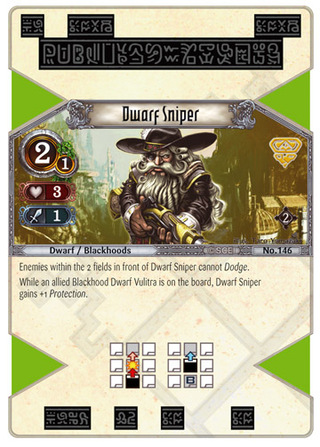 Dwarf Sniper
2
1
3
1
2
Dwarf / Blackhoods
SCE
No.146
Enemies within the 2 fields in front of Dwarf Sniper cannot Dodge.
While an allied Blackhood Dwarf Vulitra is on the board, Dwarf Sniper
gains +1 Protection.